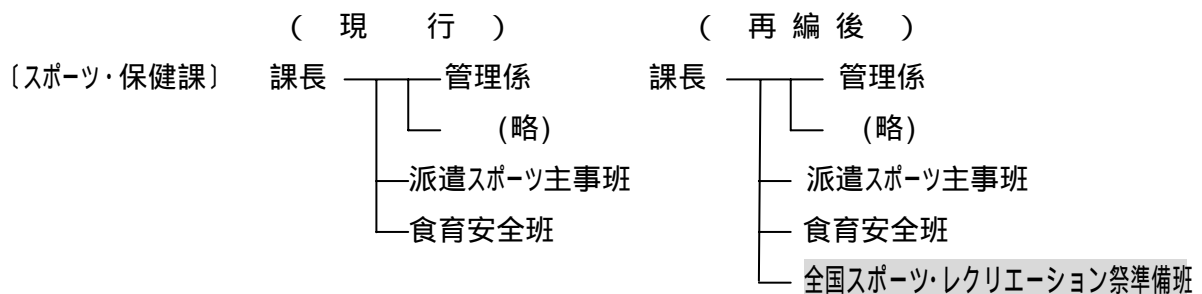 ( 現 行 ) ( 再 編 後 )
〔スポーツ・保健課〕 課長 管理係 課長 管理係
(略) (略)
派遣スポーツ主事班 派遣スポーツ主事班
食育安全班 食育安全班
全国スポーツ・レクリエーション祭準備班